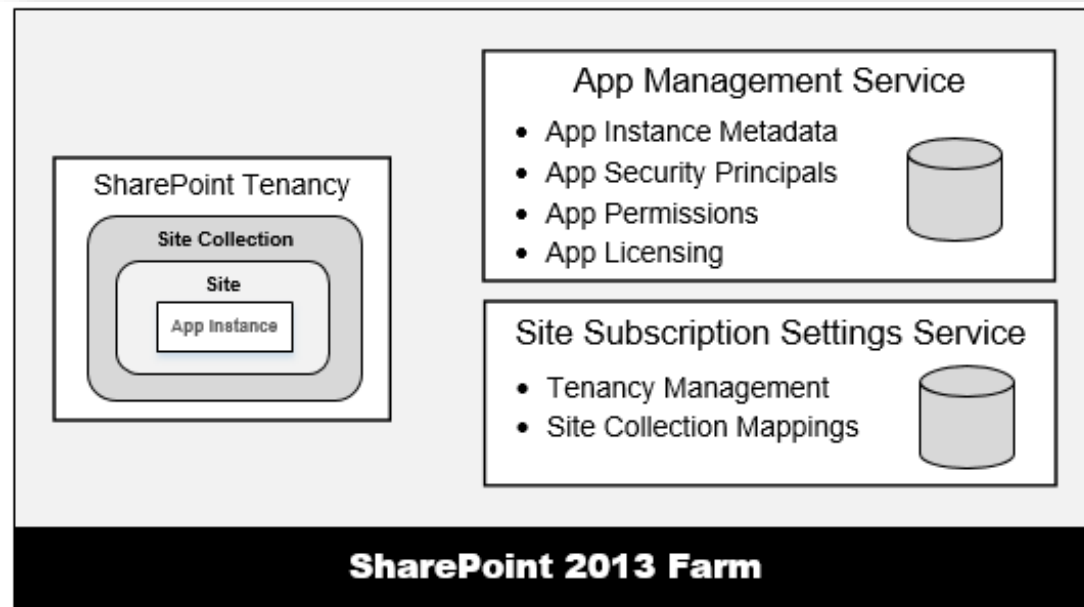 SharePoint Tenancy
Site Collection
Site
App Instance
App Management Service
• App Instance Metadata
• App Security Principals
• App Permissions
• App Licensing
Site Subscription Settings Service
• Tenancy Management
• Site Collection Mappings
SharePoint 2013 Farm